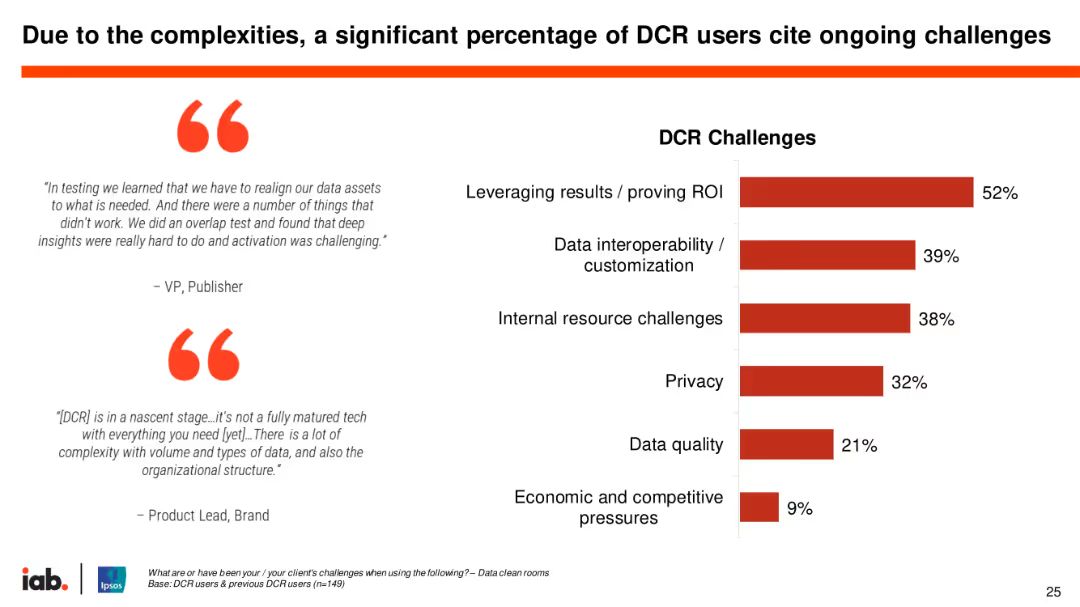 Due to the complexities, a significant percentage of DCR users cite ongoing challenges
“In testing we learned that we have to realign our data assets
to what is needed. And there were a number of things that
didn’t work. We did an overlap test and found that deep
insights were really hard to do and activation was challenging.”
– VP, Publisher
“[DCR] is in a nascent stage…it’s not a fully matured tech
with everything you need [yet]…There is a lot of
complexity with volume and types of data, and also the
organizational structure.”
– Product Lead, Brand
DCR Challenges
Leveraging results / proving ROI 52%
Data interoperability /
customization 39%
Internal resource challenges 38%
Privacy 32%
Data quality 21%
Economic and competitive
pressures 9%
iab.
Ipsos
What are or have been your / your client's challenges when using the following? – Data clean rooms
Base: DCR users & previous DCR users (n=149)
25